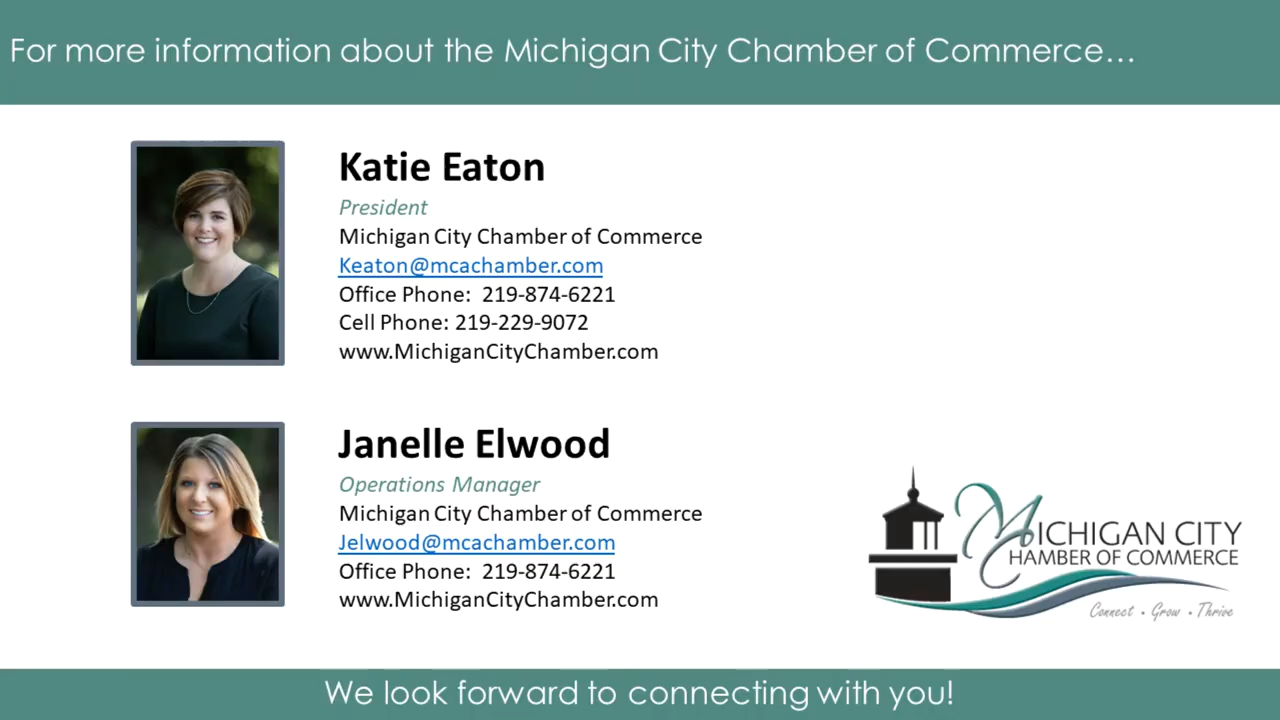 For more information about the Michigan City Chamber of Commerce…
Katie Eaton
President
Michigan City Chamber of Commerce
Keaton@mcachamber.com
Office Phone:  219-874-6221
Cell Phone: 219-229-9072
www.MichiganCityChamber.com
Janelle Elwood
Operations Manager
Michigan City Chamber of Commerce
Jelwood@mcachamber.com
Office Phone:  219-874-6221
www.MichiganCityChamber.com
MICHIGAN CITY
CHAMBER OF COMMERCE
Connect • Grow • Thrive
We look forward to connecting with you!